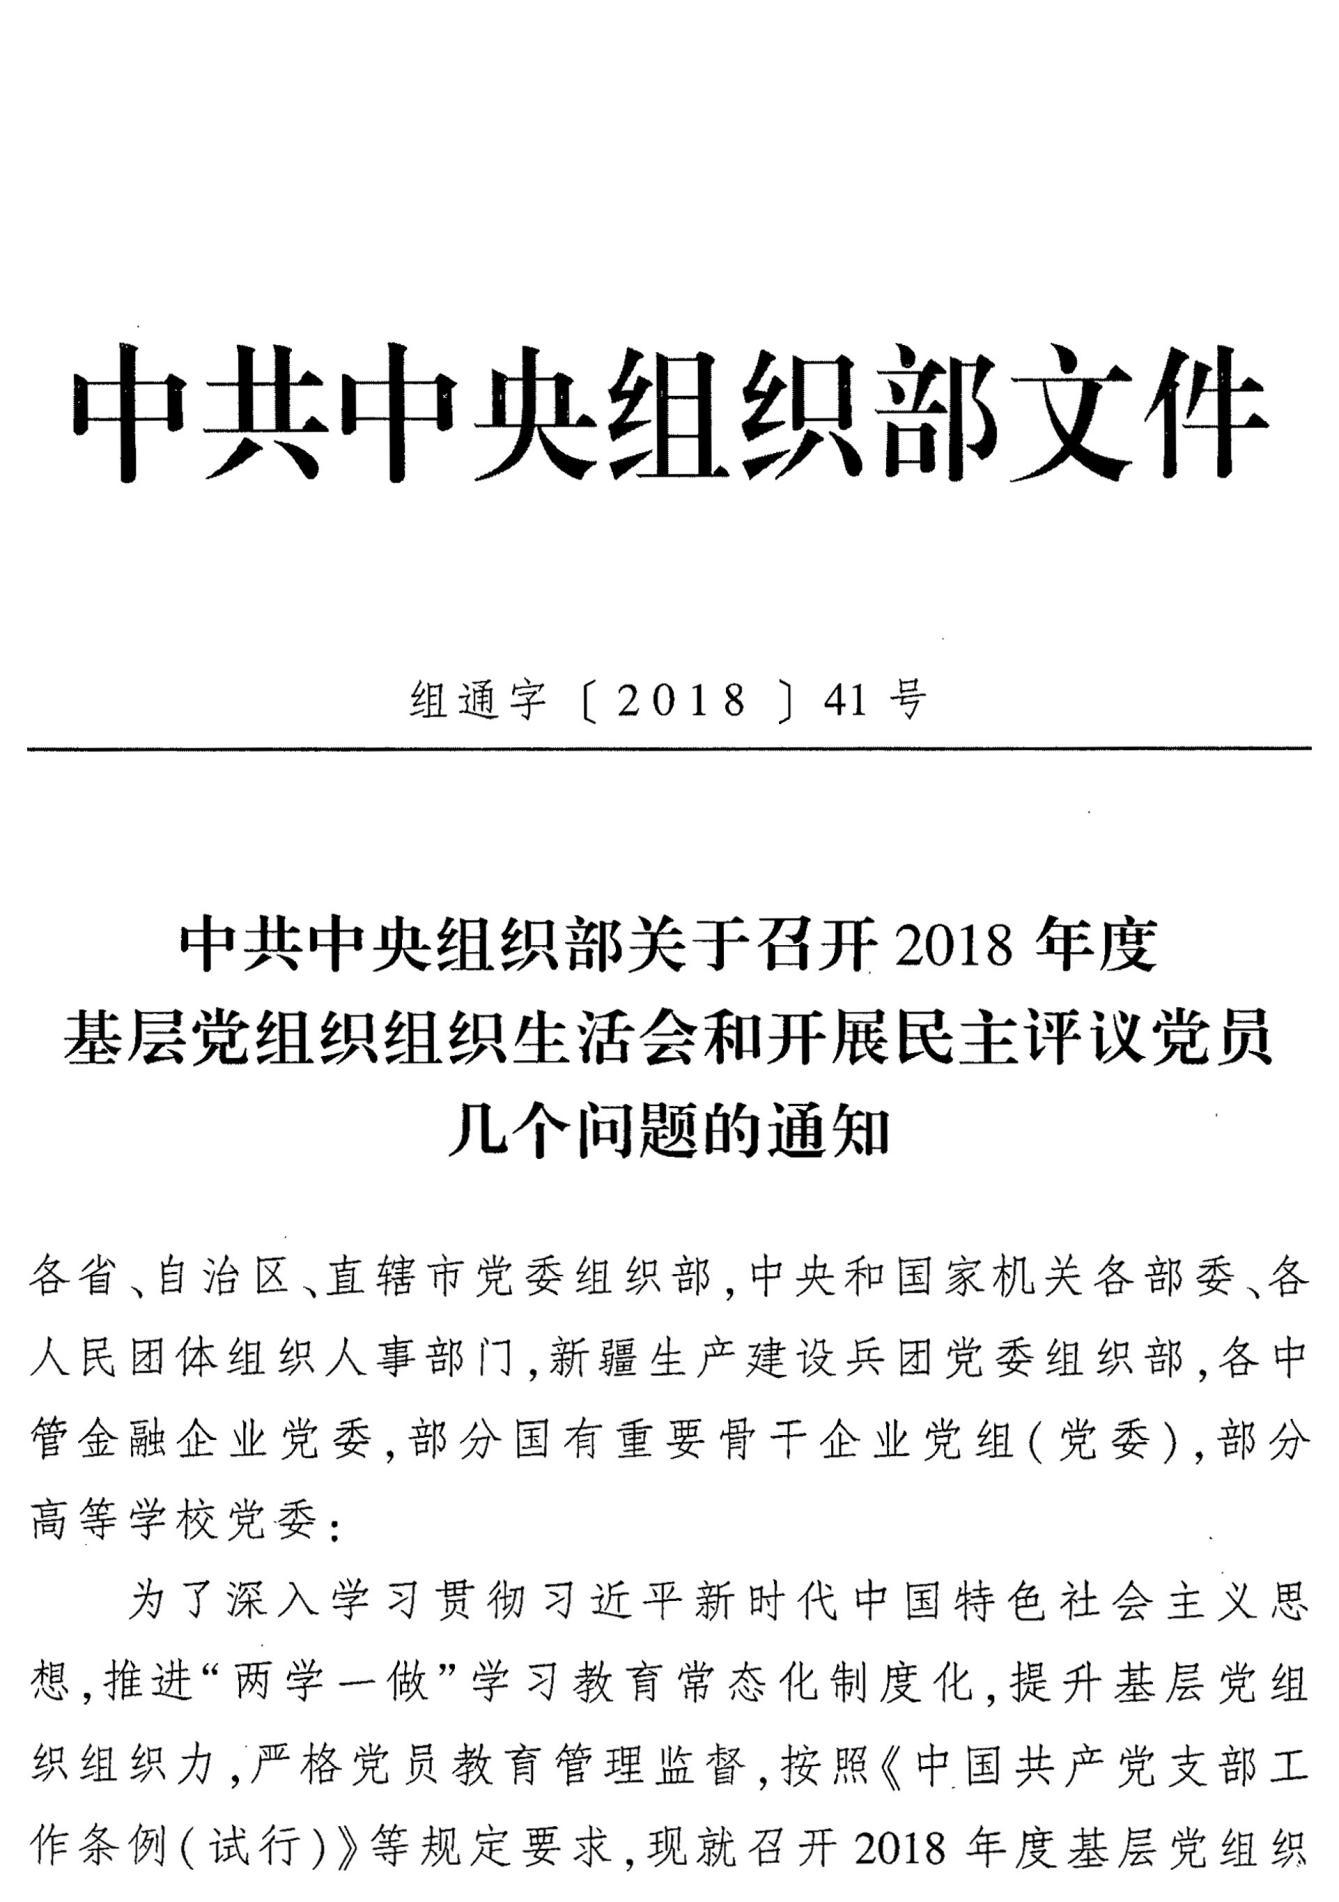 中共中央组织部文件
组通字〔2018〕41号
中共中央组织部关于召开2018年度
基层党组织组织生活会和开展民主评议党员
几个问题的通知
各省、自治区、直辖市党委组织部,中央和国家机关各部委、各
人民团体组织人事部门,新疆生产建设兵团党委组织部,各中
管金融企业党委,部分国有重要骨干企业党组(党委),部分
高等学校党委:
为了深入学习贯彻习近平新时代中国特色社会主义思
想,推进“两学一做”学习教育常态化制度化,提升基层党组
织组织力,严格党员教育管理监督,按照《中国共产党支部工
作条例(试行)》等规定要求,现就召开2018年度基层党组织